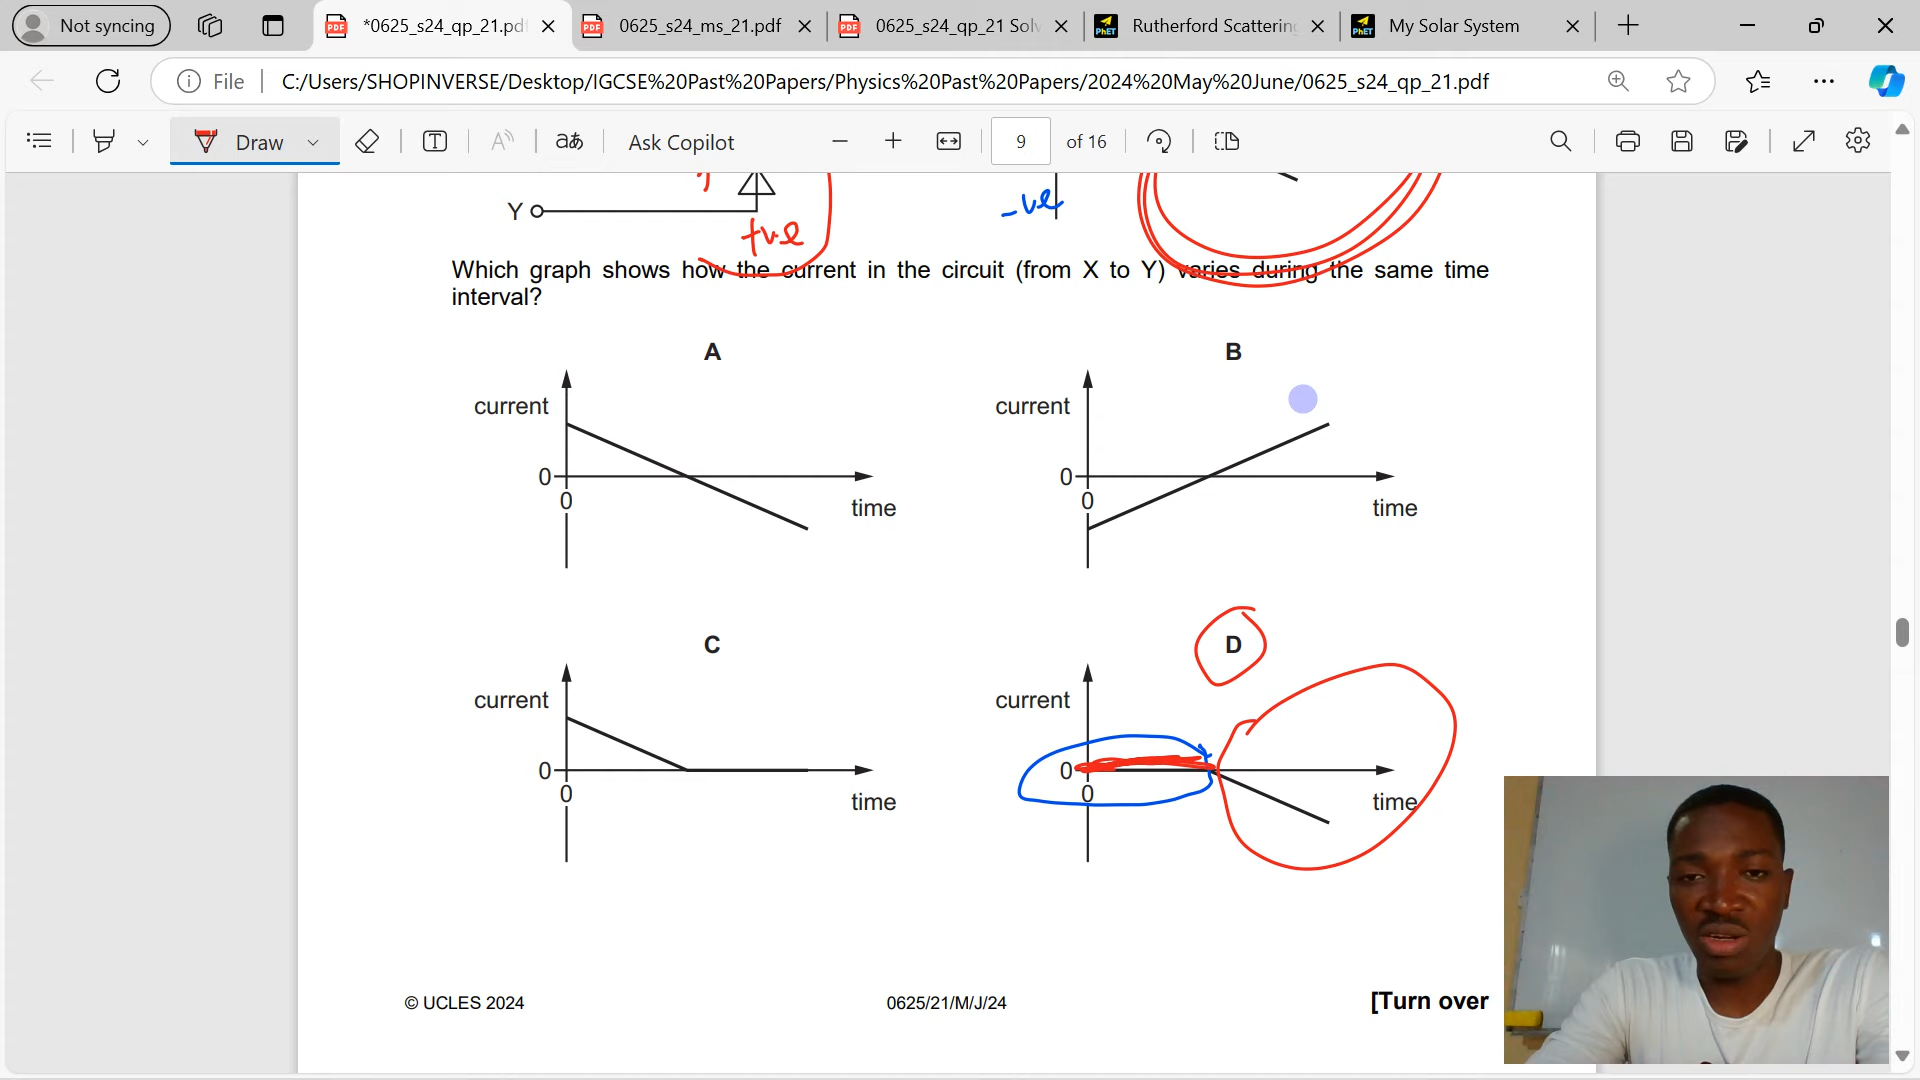 Not syncing
*0625_s24_qp_21.pdf
0625_s24_ms_21.pdf
0625_s24_qp_21 Solv
Rutherford Scattering
My Solar System
File
C:/Users/SHOPINVERSE/Desktop/IGCSE%20Past%20Papers/Physics%20Past%20Papers/2024%20May%20June/0625_s24_qp_21.pdf
Draw
Ask Copilot
9 of 16
Y
+ve
-ve
Which graph shows how the current in the circuit (from X to Y) varies during the same time
interval?
A
current
0
0
time
B
current
0
0
time
C
current
0
0
time
D
current
0
0
time
© UCLES 2024
0625/21/M/J/24
[Turn over